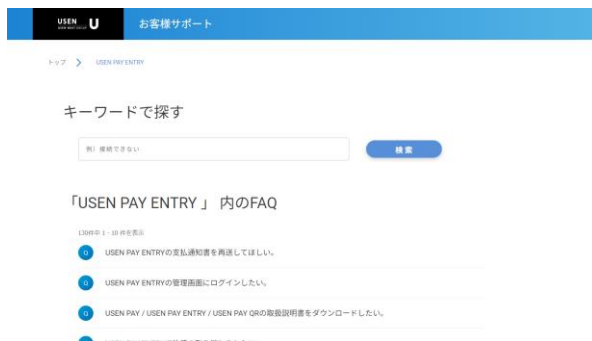 USEN U
お客様サポート
トップ > USEN PAY ENTRY
キーワードで探す
例）接続できない
検索
「USEN PAY ENTRY 」 内のFAQ
130件中 1 - 10 件を表示
Q USEN PAY ENTRYの支払通知書を再送してほしい。
Q USEN PAY ENTRYの管理画面にログインしたい。
Q USEN PAY / USEN PAY ENTRY / USEN PAY QRの取扱説明書をダウンロードしたい。